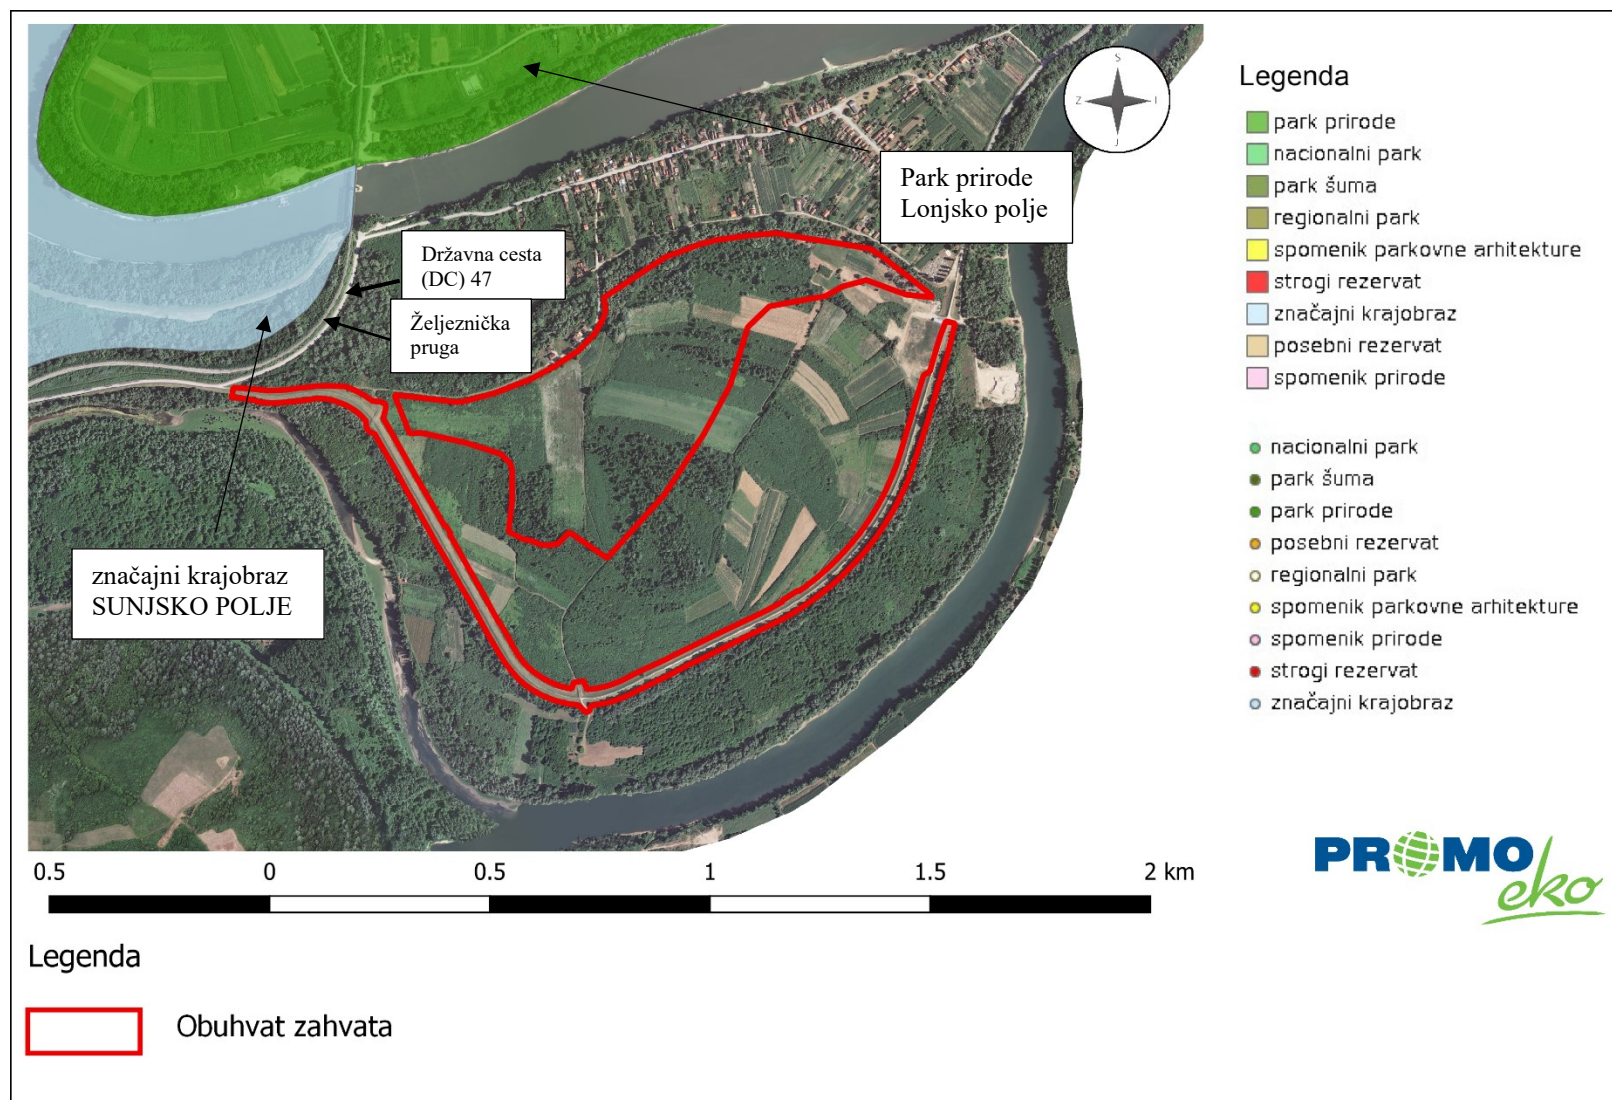 S
Z
I
J
Park prirode
Lonjsko polje
Državna cesta
(DC) 47
Željeznička
pruga
značajni krajobraz
SUNJSKO POLJE
Legenda
park prirode
nacionalni park
park šuma
regionalni park
spomenik parkovne arhitekture
strogi rezervat
značajni krajobraz
posebni rezervat
spomenik prirode
nacionalni park
park šuma
park prirode
posebni rezervat
regionalni park
spomenik parkovne arhitekture
spomenik prirode
strogi rezervat
značajni krajobraz
PROMO
eko
0.5 0 0.5 1 1.5 2 km
Legenda
Obuhvat zahvata